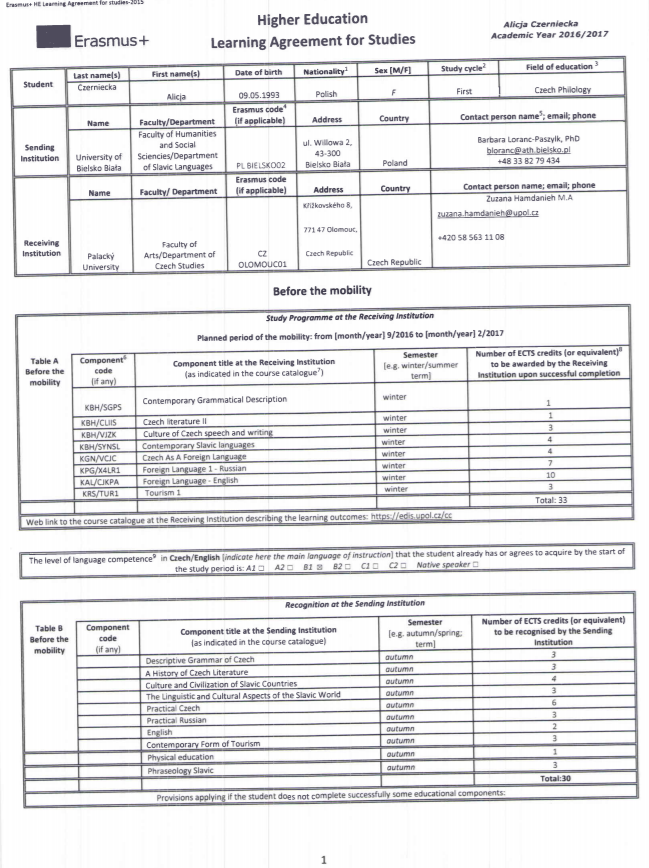 Erasmus+ HE Learning Agreement for studies-2015
Erasmus+
Higher Education
Learning Agreement for Studies
Alicja Czerniecka
Academic Year 2016/2017
Student
Last name(s) First name(s) Date of birth Nationality1 Sex [M/F] Study cycle2 Field of education 3
Czerniecka Alicja 09.05.1993 Polish F First Czech Philology
Sending Institution
Name Faculty/Department Erasmus code4 (if applicable) Address Country Contact person name5; email; phone
University of Bielsko Biała
Faculty of Humanities and Social Sciences/Department of Slavic Languages
PL BIELSKO02
ul. Willowa 2, 43-300 Bielsko Biała
Poland
Barbara Loranc-Paszylk, PhD
bloranc@ath.bielsko.pl
+48 33 82 79 434
Receiving Institution
Name Faculty/ Department Erasmus code (if applicable) Address Country Contact person name; email; phone
Palacký University
Faculty of Arts/Department of Czech Studies
CZ OLOMOUC01
Křížkovského 8,
771 47 Olomouc,
Czech Republic
Czech Republic
Zuzana Hamdanieh M.A
zuzana.hamdanieh@upol.cz
+420 58 563 11 08
Before the mobility
Study Programme at the Receiving Institution
Planned period of the mobility: from [month/year] 9/2016 to [month/year] 2/2017
Table A Before the mobility
Component6 code (if any)
Component title at the Receiving Institution (as indicated in the course catalogue7)
Semester [e.g. winter/summer term]
Number of ECTS credits (or equivalent)8 to be awarded by the Receiving Institution upon successful completion
KBH/SGPS Contemporary Grammatical Description winter 1
KBH/CLIIS Czech literature II winter 1
KBH/VJZK Culture of Czech speech and writing winter 3
KBH/SYNSL Contemporary Slavic languages winter 4
KGN/VCJC Czech As A Foreign Language winter 4
KPG/X4LR1 Foreign Language 1 - Russian winter 7
KAL/CJKPA Foreign Language - English winter 10
KRS/TUR1 Tourism 1 winter 3
Total: 33
Web link to the course catalogue at the Receiving Institution describing the learning outcomes: https://edis.upol.cz/cc
The level of language competence9 in Czech/English [indicate here the main language of instruction] that the student already has or agrees to acquire by the start of
the study period is: A1 ☐ A2 ☐ B1 ☒ B2 ☐ C1 ☐ C2 ☐ Native speaker ☐
Recognition at the Sending Institution
Table B Before the mobility
Component code (if any)
Component title at the Sending Institution (as indicated in the course catalogue)
Semester [e.g. autumn/spring; term]
Number of ECTS credits (or equivalent) to be recognised by the Sending Institution
Descriptive Grammar of Czech autumn 3
A History of Czech Literature autumn 3
Culture and Civilization of Slavic Countries autumn 4
The Linguistic and Cultural Aspects of the Slavic World autumn 3
Practical Czech autumn 6
Practical Russian autumn 3
English autumn 2
Contemporary Form of Tourism autumn 3
Physical education autumn 1
Phraseology Slavic autumn 3
Total:30
Provisions applying if the student does not complete successfully some educational components:
1